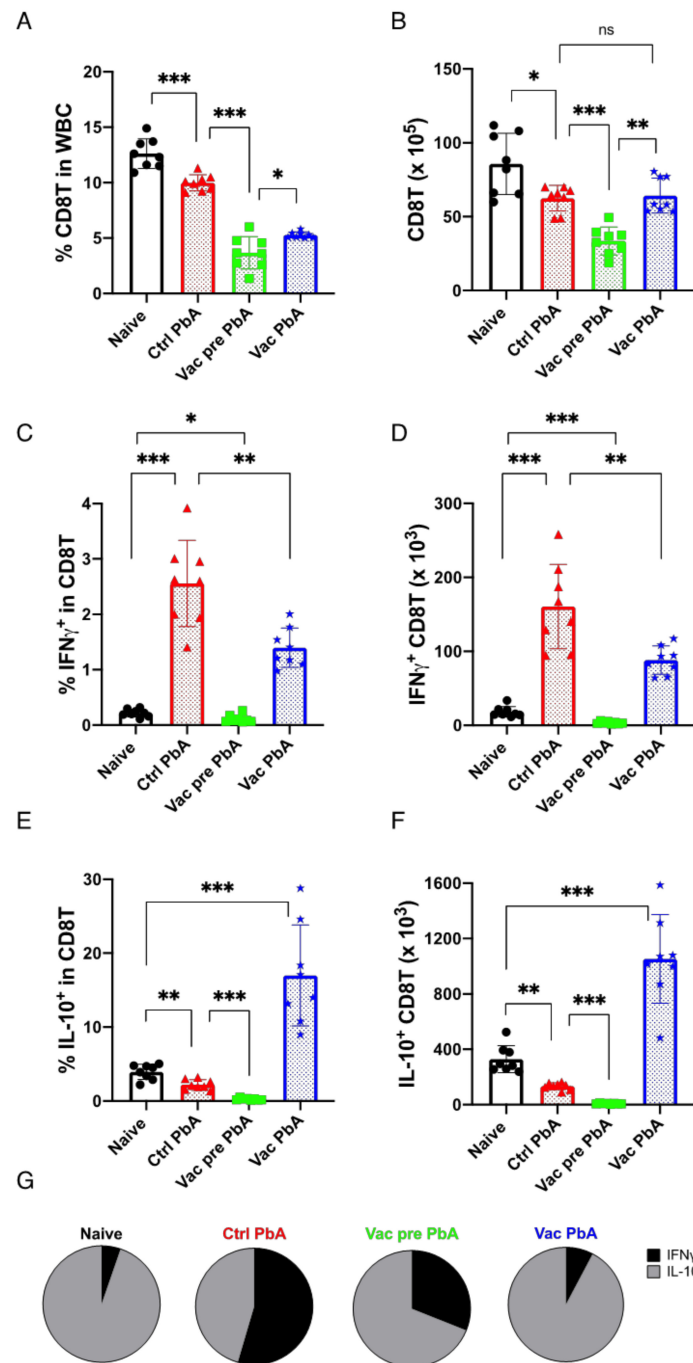 A
% CD8T in WBC
20
15
10
5
0
***
***
*
Naive
Ctrl PbA
Vac pre PbA
Vac PbA
B
CD8T (x 10⁵)
150
100
50
0
ns
*
***
**
Naive
Ctrl PbA
Vac pre PbA
Vac PbA
C
% IFNγ⁺ in CD8T
4
3
2
1
0
*
***
**
Naive
Ctrl PbA
Vac pre PbA
Vac PbA
D
IFNγ⁺ CD8T (x 10³)
300
200
100
0
***
***
**
Naive
Ctrl PbA
Vac pre PbA
Vac PbA
E
% IL-10⁺ in CD8T
30
20
10
0
***
**
***
Naive
Ctrl PbA
Vac pre PbA
Vac PbA
F
IL-10⁺ CD8T (x 10³)
1600
1200
800
400
0
***
**
***
Naive
Ctrl PbA
Vac pre PbA
Vac PbA
G
Naive
Ctrl PbA
Vac pre PbA
Vac PbA
IFNγ
IL-10